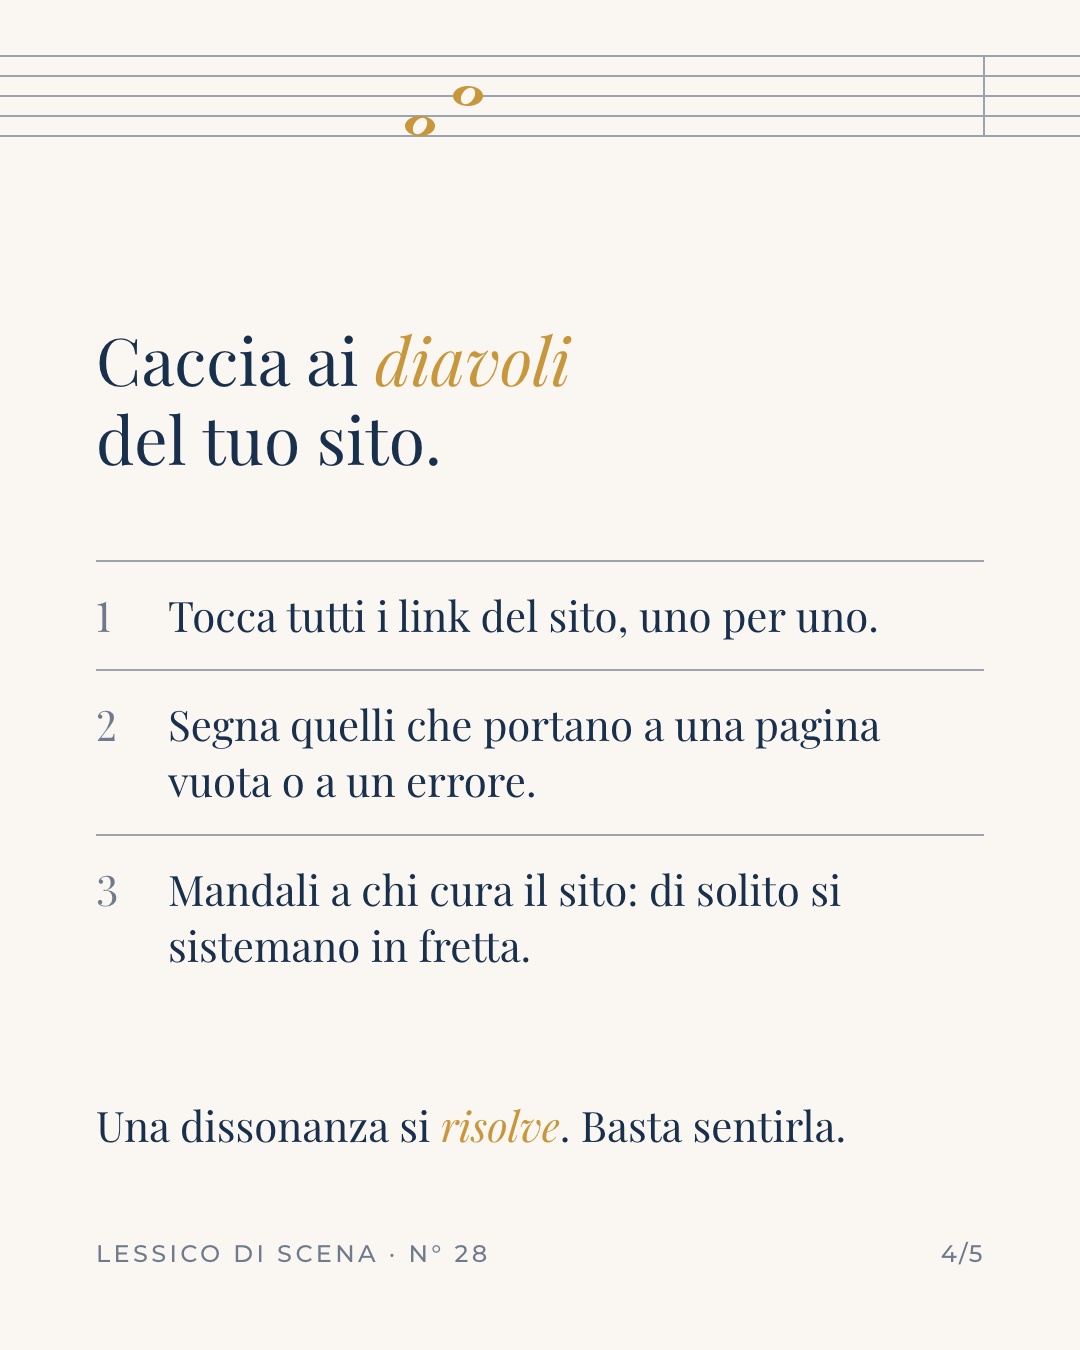 Caccia ai diavoli
del tuo sito.
1 Tocca tutti i link del sito, uno per uno.
2 Segna quelli che portano a una pagina
vuota o a un errore.
3 Mandali a chi cura il sito: di solito si
sistemano in fretta.
Una dissonanza si risolve. Basta sentirla.
LESSICO DI SCENA · N° 28
4/5